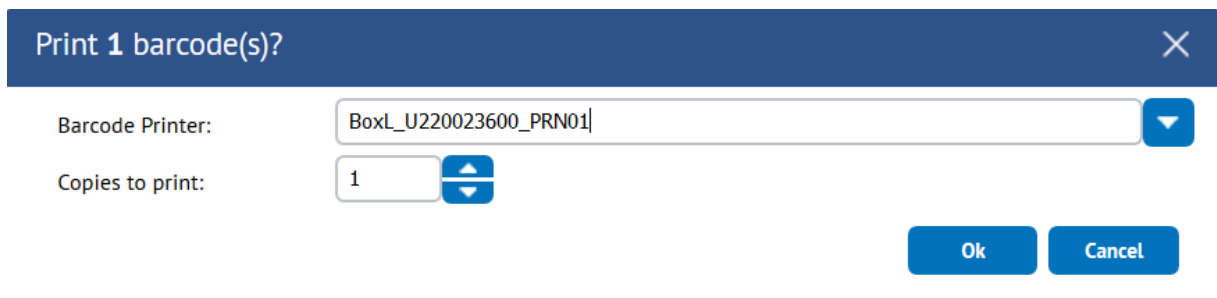 Print 1 barcode(s)?
Barcode Printer: BoxL_U220023600_PRN01
Copies to print: 1
Ok Cancel